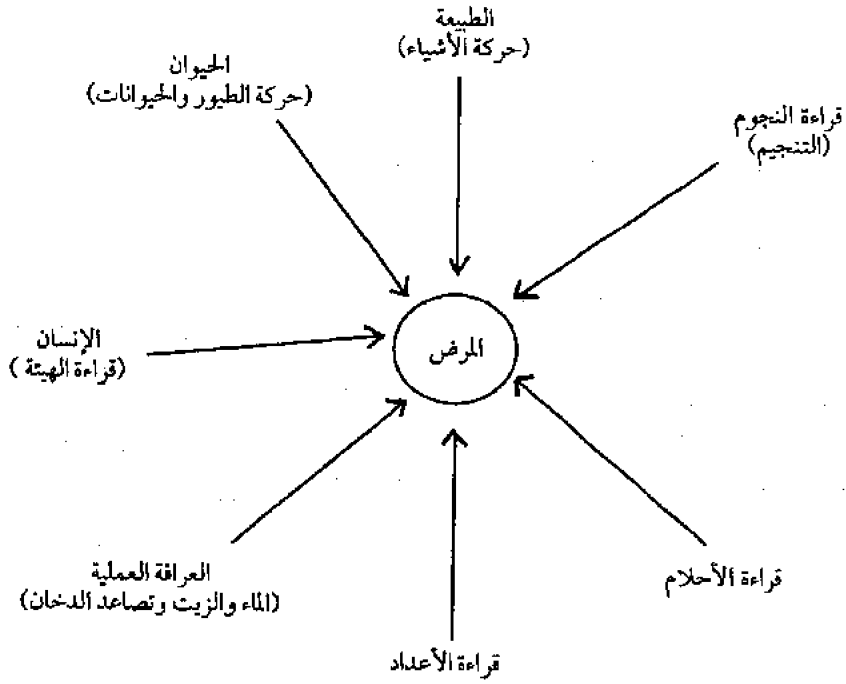 الطبيعة
(حركة الأشياء)
الحيوان
(حركة الطيور والحيوانات)
قراءة النجوم
(التنجيم)
الإنسان
(قراءة الهيئة)
المرض
العرافة العملية
(الماء والزيت وتصاعد الدخان)
قراءة الأحلام
قراءة الأعداد